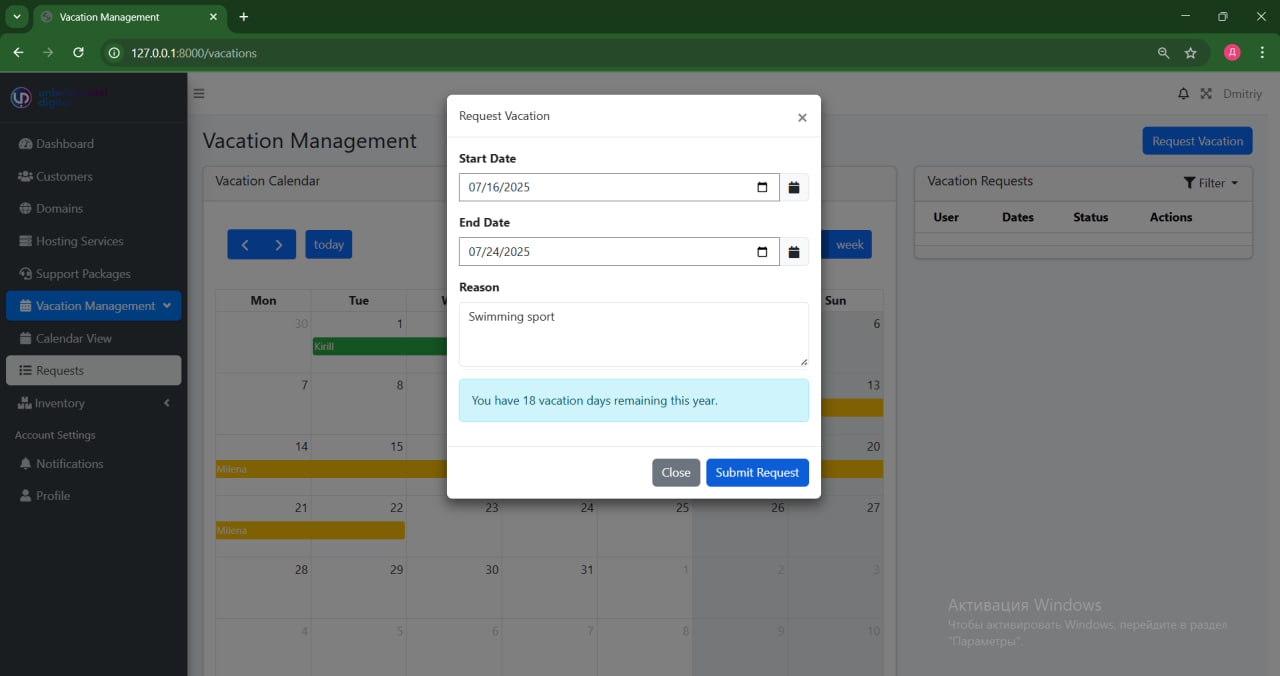 Vacation Management
127.0.0.1:8000/vacations
Д
digital
Dashboard
Customers
Domains
Hosting Services
Support Packages
Vacation Management
Calendar View
Requests
Inventory
Account Settings
Notifications
Profile
Dmitriy
Vacation Management
Request Vacation
Vacation Calendar
today
week
Mon Tue Sun
30 1 6
Kirill
7 8 13
14 15 20
Milena
21 22 23 24 25 26 27
Milena
28 29 30 31 1 2 3
4 5 6 7 8 9 10
Request Vacation
×
Start Date
07/16/2025
End Date
07/24/2025
Reason
Swimming sport
You have 18 vacation days remaining this year.
Close Submit Request
Vacation Requests
Filter
User Dates Status Actions
Активация Windows
Чтобы активировать Windows, перейдите в раздел
"Параметры".